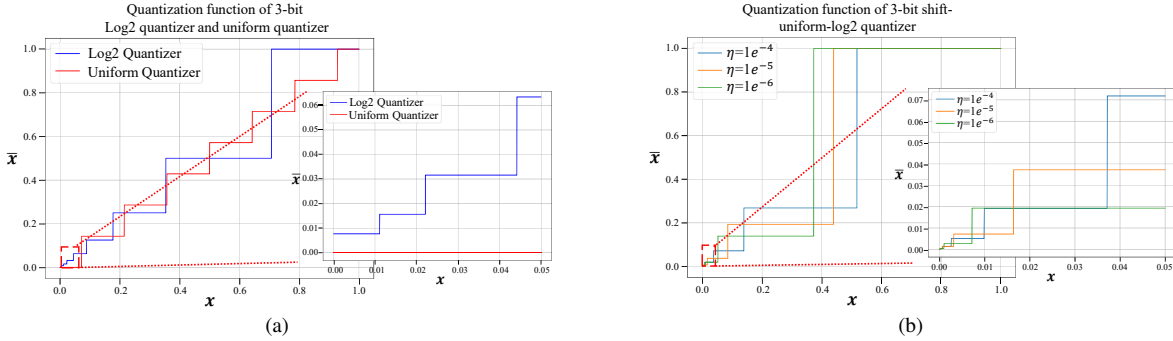 Quantization function of 3-bit
Log2 quantizer and uniform quantizer
Log2 Quantizer
Uniform Quantizer
1.0
0.8
0.6
0.4
0.2
0.0
x̅
0.0
0.2
0.4
0.6
0.8
1.0
x
Log2 Quantizer
Uniform Quantizer
0.06
0.05
0.04
0.03
0.02
0.01
0.00
x̅
0.00
0.01
0.02
0.03
0.04
0.05
x
(a)
Quantization function of 3-bit shift-
uniform-log2 quantizer
η=1e⁻⁴
η=1e⁻⁵
η=1e⁻⁶
1.0
0.8
0.6
0.4
0.2
0.0
x̅
0.0
0.2
0.4
0.6
0.8
1.0
x
η=1e⁻⁴
η=1e⁻⁵
η=1e⁻⁶
0.07
0.06
0.05
0.04
0.03
0.02
0.01
0.00
x̅
0.00
0.01
0.02
0.03
0.04
0.05
x
(b)